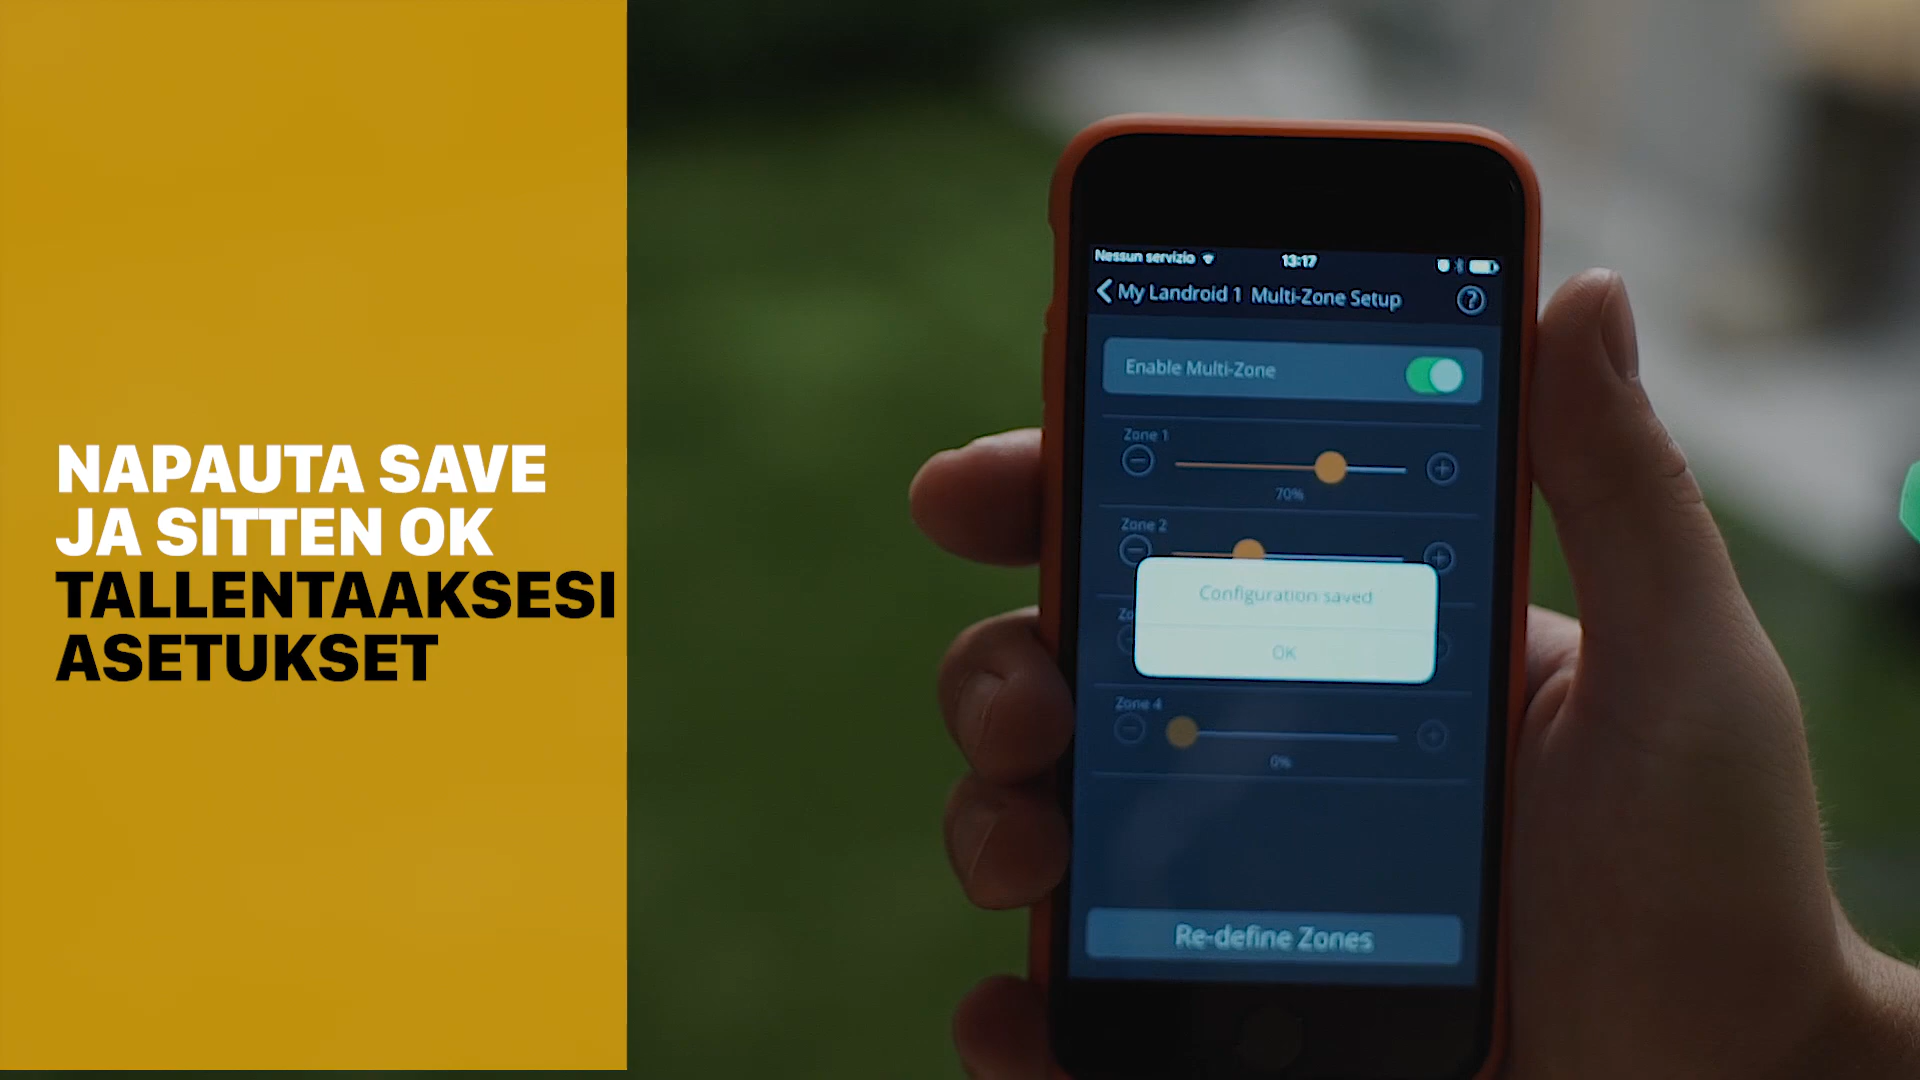 NAPAUTA SAVE
JA SITTEN OK
TALLENTAAKSESI
ASETUKSET
Nessun servizio 13:17
My Landroid 1 Multi-Zone Setup ?
Enable Multi-Zone
Zone 1
70%
Zone 2
Zo
Configuration saved
OK
Zone 4
0%
Re-define Zones